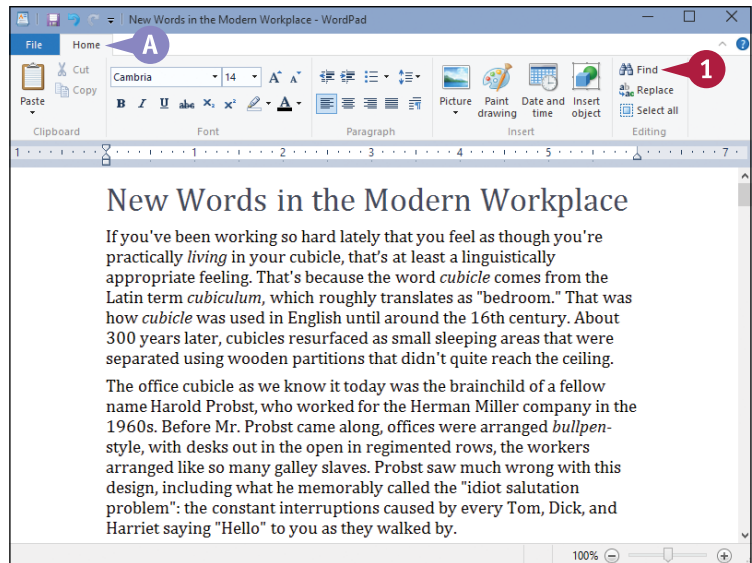 New Words in the Modern Workplace - WordPad
File Home A
Cut
Copy
Paste
Clipboard
Cambria 14 A A
B I U abc X₂ X² A
Font
Paragraph
Picture
Paint drawing
Date and time
Insert object
Insert
Find 1
Replace
Select all
Editing
1 1 2 3 4 5 7
New Words in the Modern Workplace
If you've been working so hard lately that you feel as though you're
practically living in your cubicle, that's at least a linguistically
appropriate feeling. That's because the word cubicle comes from the
Latin term cubiculum, which roughly translates as "bedroom." That was
how cubicle was used in English until around the 16th century. About
300 years later, cubicles resurfaced as small sleeping areas that were
separated using wooden partitions that didn't quite reach the ceiling.
The office cubicle as we know it today was the brainchild of a fellow
name Harold Probst, who worked for the Herman Miller company in the
1960s. Before Mr. Probst came along, offices were arranged bullpen-
style, with desks out in the open in regimented rows, the workers
arranged like so many galley slaves. Probst saw much wrong with this
design, including what he memorably called the "idiot salutation
problem": the constant interruptions caused by every Tom, Dick, and
Harriet saying "Hello" to you as they walked by.
100%